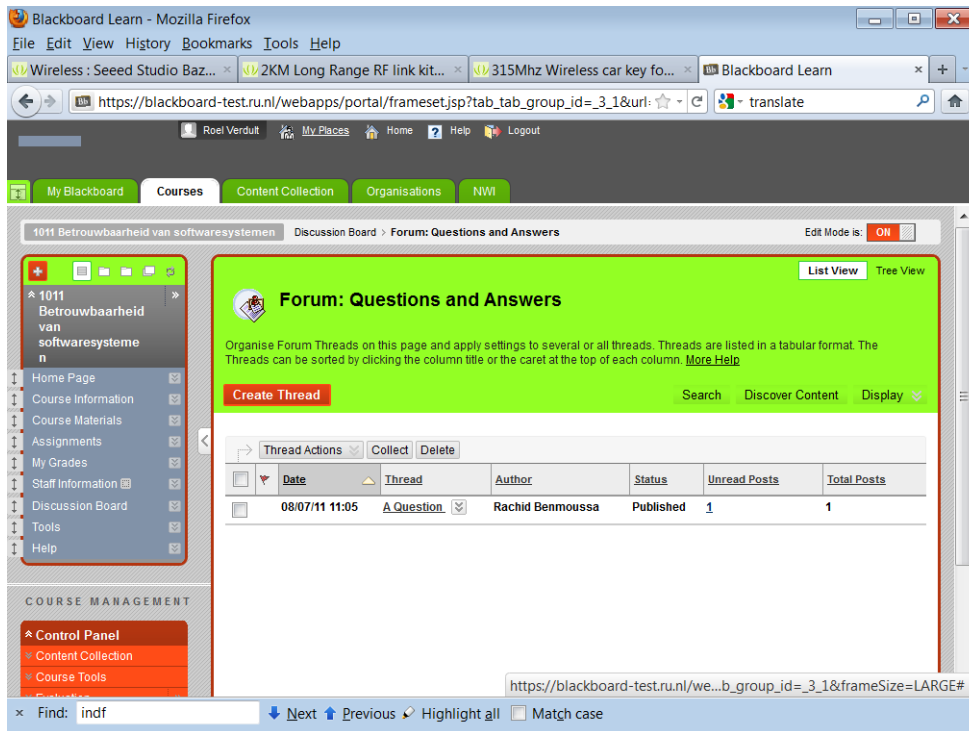 Blackboard Learn - Mozilla Firefox
File Edit View History Bookmarks Tools Help
Wireless : Seeed Studio Baz...
2KM Long Range RF link kit...
315Mhz Wireless car key fo...
Bb Blackboard Learn
Bb https://blackboard-test.ru.nl/webapps/portal/frameset.jsp?tab_tab_group_id=_3_1&url=
translate
Roel Verdult My Places Home ? Help Logout
My Blackboard Courses Content Collection Organisations NWI
1011 Betrouwbaarheid van softwaresystemen Discussion Board > Forum: Questions and Answers Edit Mode is: ON
List View Tree View
1011
Betrouwbaarheid
van
softwaresysteme
n
Home Page
Course Information
Course Materials
Assignments
My Grades
Staff Information
Discussion Board
Tools
Help
COURSE MANAGEMENT
Control Panel
Content Collection
Course Tools
Evaluation
Forum: Questions and Answers
Organise Forum Threads on this page and apply settings to several or all threads. Threads are listed in a tabular format. The
Threads can be sorted by clicking the column title or the caret at the top of each column. More Help
Create Thread Search Discover Content Display
Thread Actions Collect Delete
Date Thread Author Status Unread Posts Total Posts
08/07/11 11:05 A Question Rachid Benmoussa Published 1 1
https://blackboard-test.ru.nl/we...b_group_id=_3_1&frameSize=LARGE#
× Find: indf Next Previous Highlight all Match case